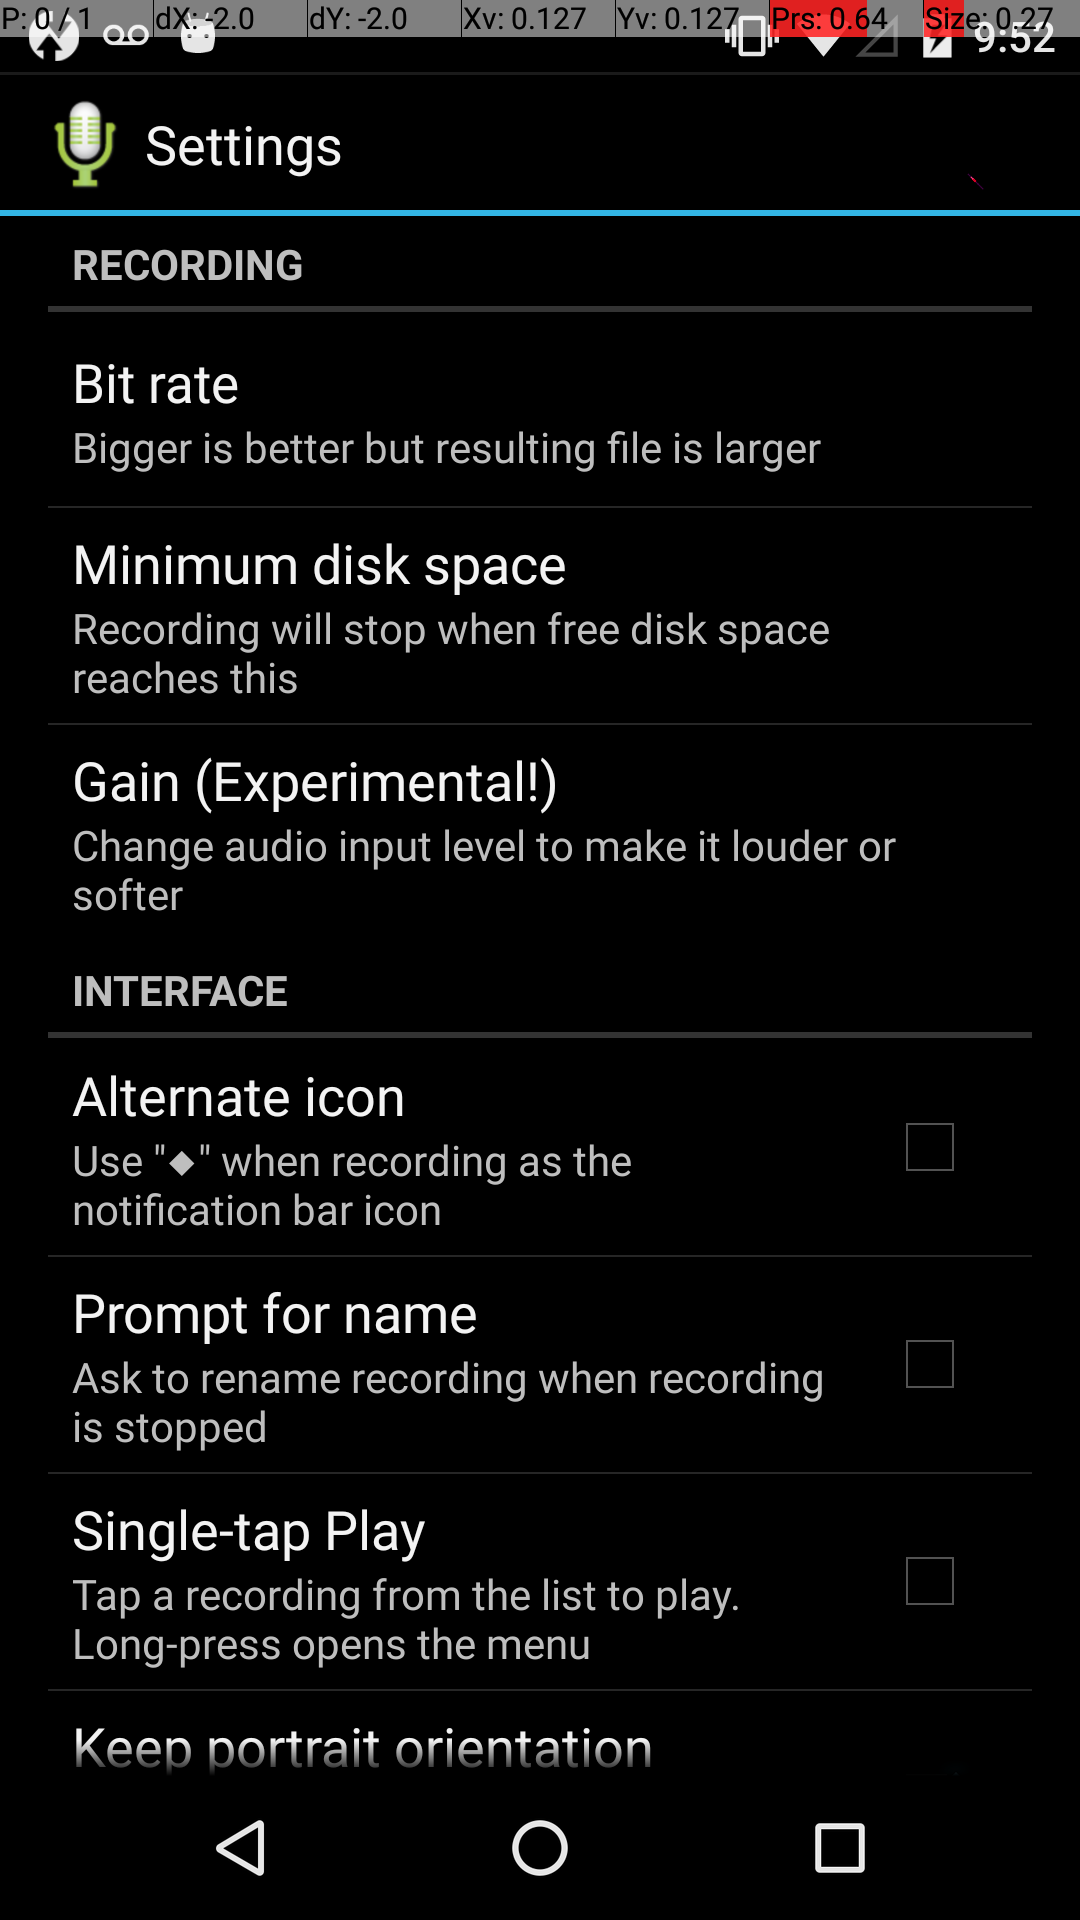 P: 0 / 1 dX: -2.0 dY: -2.0 Xv: 0.127 Yv: 0.127 Prs: 0.64 Size: 0.27
9:52
Settings
RECORDING
Bit rate
Bigger is better but resulting file is larger
Minimum disk space
Recording will stop when free disk space
reaches this
Gain (Experimental!)
Change audio input level to make it louder or
softer
INTERFACE
Alternate icon
Use "◆" when recording as the
notification bar icon
Prompt for name
Ask to rename recording when recording
is stopped
Single-tap Play
Tap a recording from the list to play.
Long-press opens the menu
Keep portrait orientation